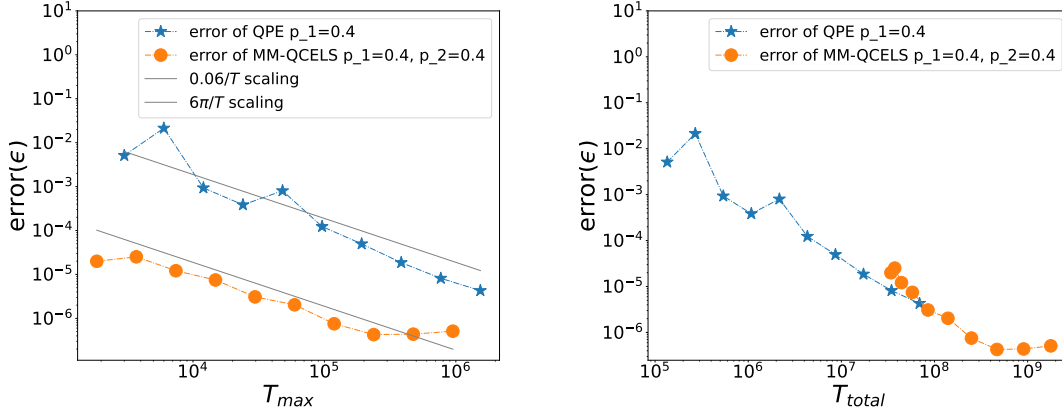 10^1
10^0
10^{-1}
10^{-2}
10^{-3}
10^{-4}
10^{-5}
10^{-6}
error(ϵ)
error of QPE p_1=0.4
error of MM-QCELS p_1=0.4, p_2=0.4
0.06/T scaling
6π/T scaling
10^4
10^5
10^6
T_{max}
10^1
10^0
10^{-1}
10^{-2}
10^{-3}
10^{-4}
10^{-5}
10^{-6}
error(ϵ)
error of QPE p_1=0.4
error of MM-QCELS p_1=0.4, p_2=0.4
10^5
10^6
10^7
10^8
10^9
T_{total}